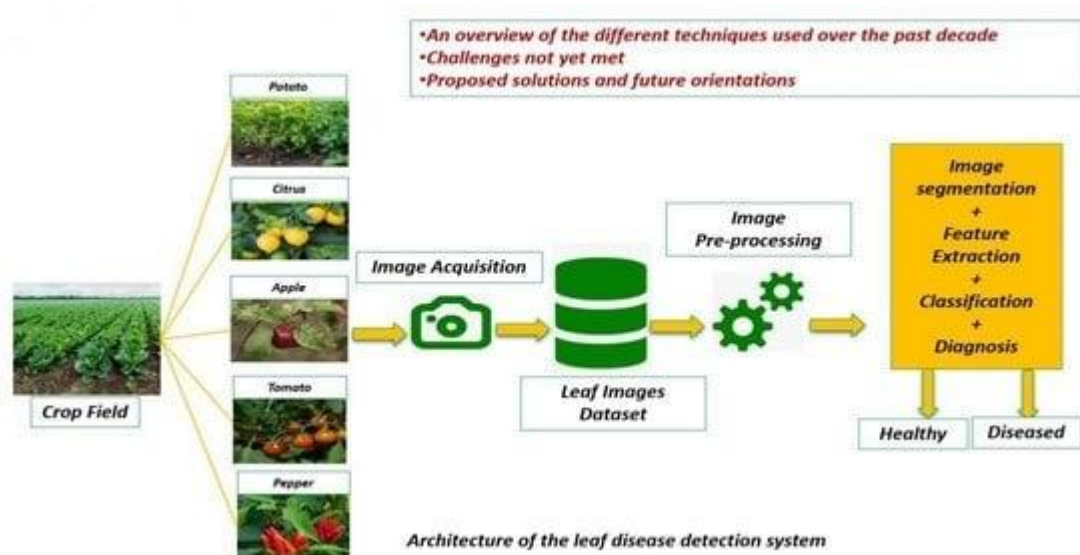 •An overview of the different techniques used over the past decade
•Challenges not yet met
•Proposed solutions and future orientations
Potato
Citrus
Apple
Tomato
Pepper
Crop Field
Image Acquisition
Leaf Images
Dataset
Image
Pre-processing
Image
segmentation
+
Feature
Extraction
+
Classification
+
Diagnosis
Healthy
Diseased
Architecture of the leaf disease detection system